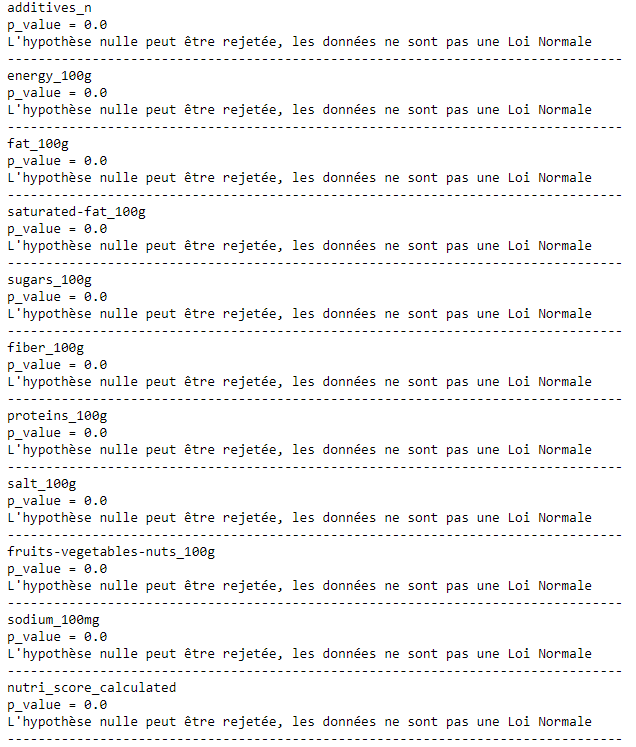 additives_n
p_value = 0.0
L'hypothèse nulle peut être rejetée, les données ne sont pas une Loi Normale
--------------------------------------------------------------------------------
energy_100g
p_value = 0.0
L'hypothèse nulle peut être rejetée, les données ne sont pas une Loi Normale
--------------------------------------------------------------------------------
fat_100g
p_value = 0.0
L'hypothèse nulle peut être rejetée, les données ne sont pas une Loi Normale
--------------------------------------------------------------------------------
saturated-fat_100g
p_value = 0.0
L'hypothèse nulle peut être rejetée, les données ne sont pas une Loi Normale
--------------------------------------------------------------------------------
sugars_100g
p_value = 0.0
L'hypothèse nulle peut être rejetée, les données ne sont pas une Loi Normale
--------------------------------------------------------------------------------
fiber_100g
p_value = 0.0
L'hypothèse nulle peut être rejetée, les données ne sont pas une Loi Normale
--------------------------------------------------------------------------------
proteins_100g
p_value = 0.0
L'hypothèse nulle peut être rejetée, les données ne sont pas une Loi Normale
--------------------------------------------------------------------------------
salt_100g
p_value = 0.0
L'hypothèse nulle peut être rejetée, les données ne sont pas une Loi Normale
--------------------------------------------------------------------------------
fruits-vegetables-nuts_100g
p_value = 0.0
L'hypothèse nulle peut être rejetée, les données ne sont pas une Loi Normale
--------------------------------------------------------------------------------
sodium_100mg
p_value = 0.0
L'hypothèse nulle peut être rejetée, les données ne sont pas une Loi Normale
--------------------------------------------------------------------------------
nutri_score_calculated
p_value = 0.0
L'hypothèse nulle peut être rejetée, les données ne sont pas une Loi Normale
--------------------------------------------------------------------------------